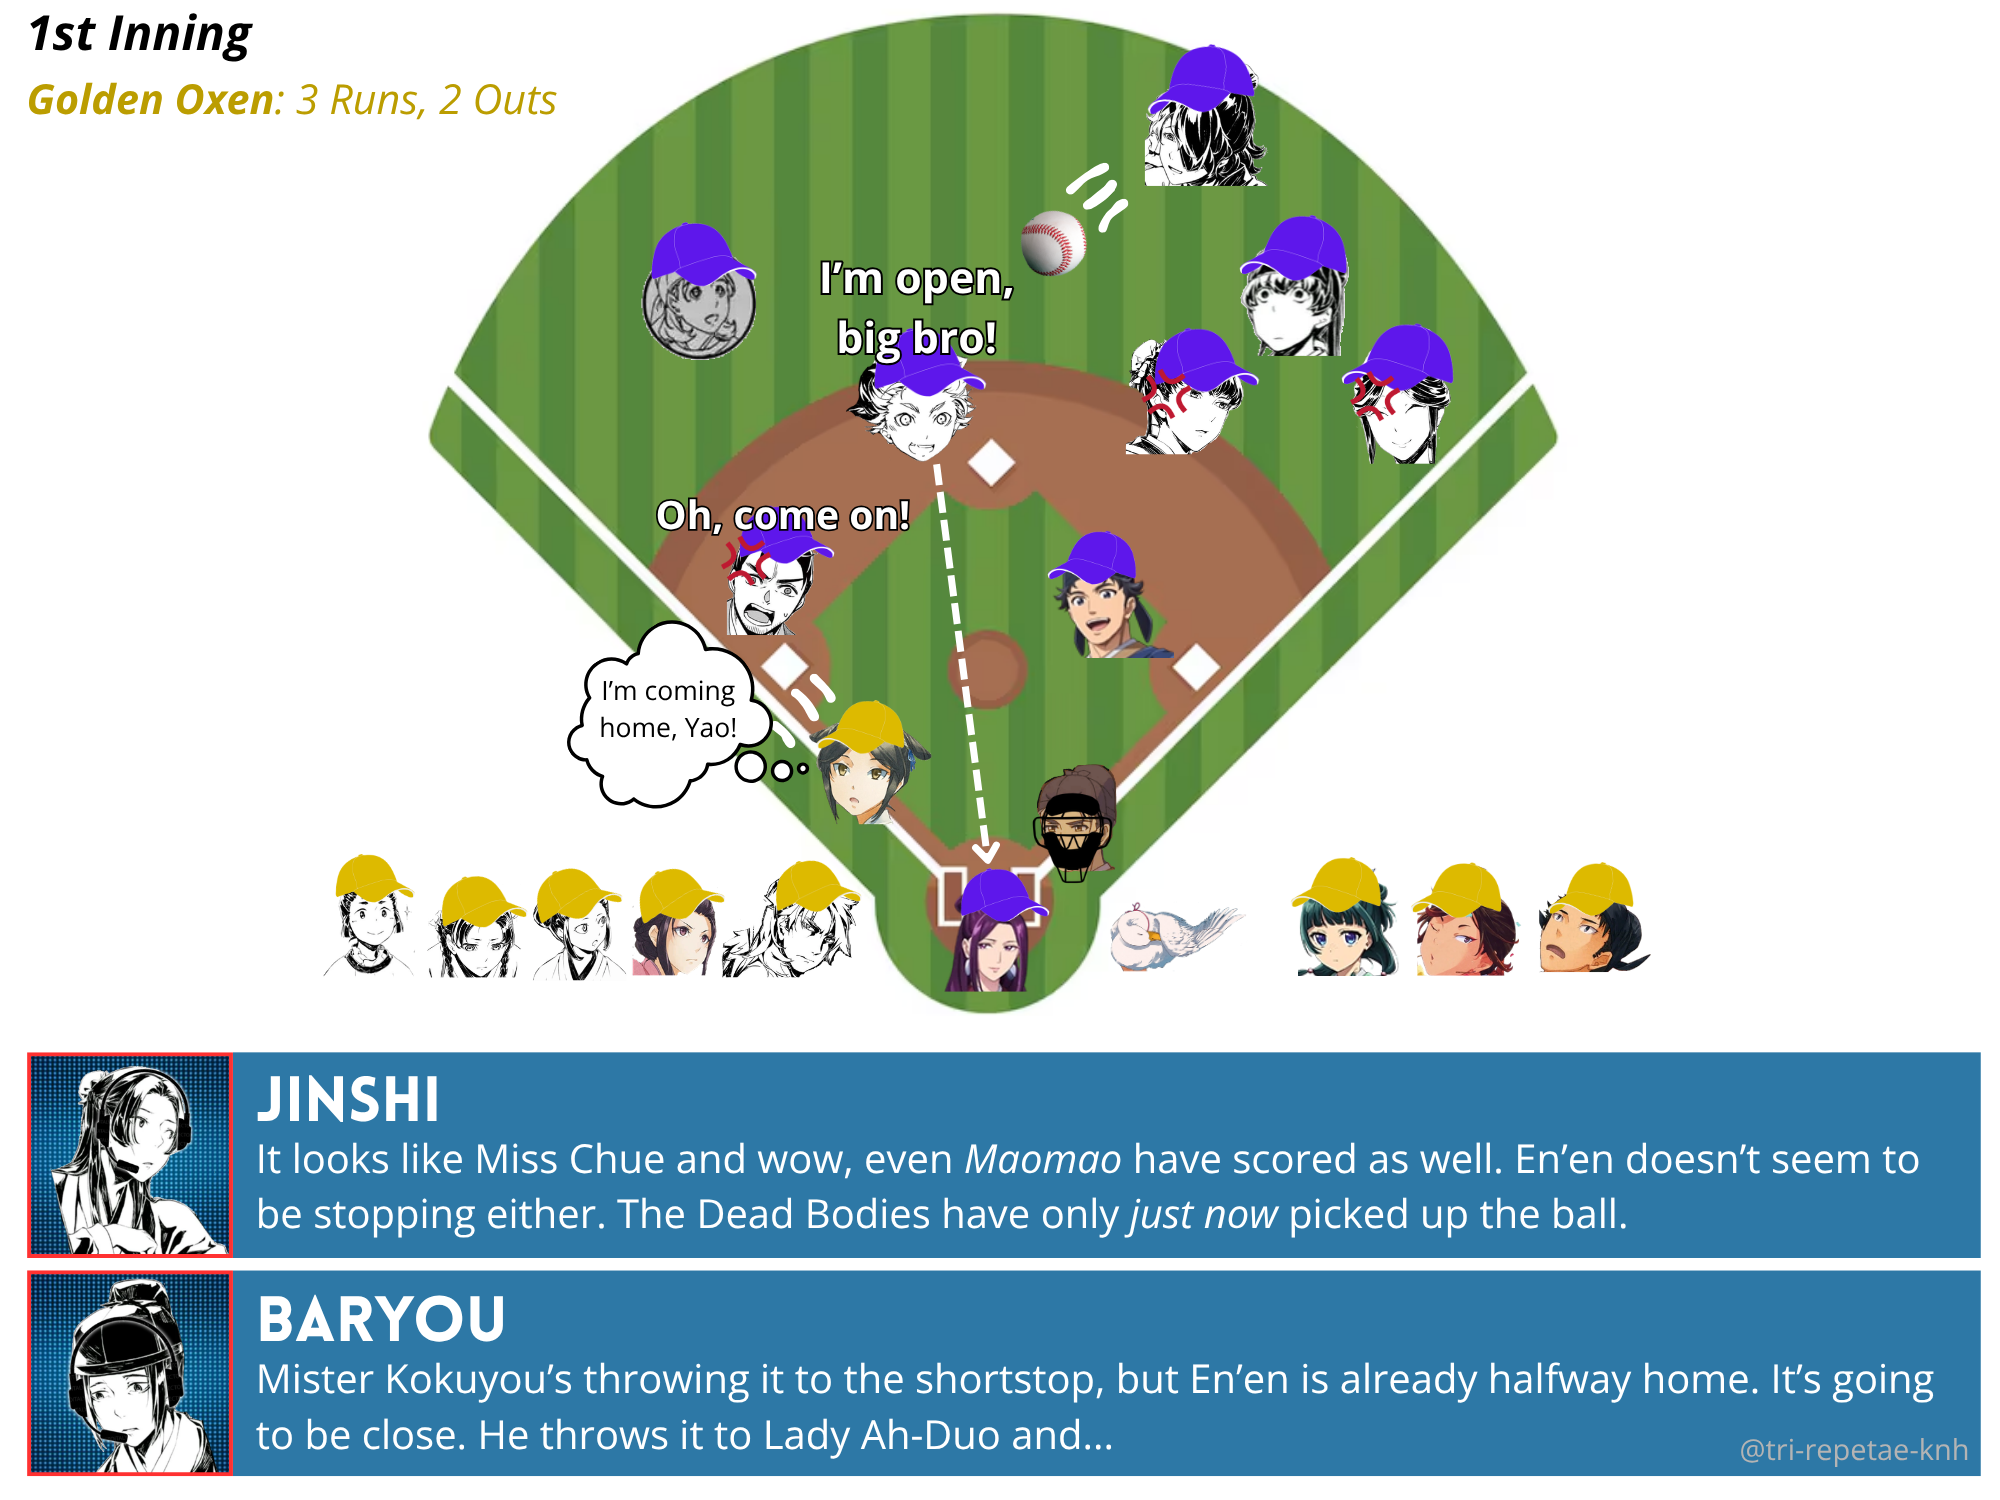 1st Inning
Golden Oxen: 3 Runs, 2 Outs
I'm open,
big bro!
Oh, come on!
I'm coming
home, Yao!
JINSHI
It looks like Miss Chue and wow, even Maomao have scored as well. En'en doesn't seem to
be stopping either. The Dead Bodies have only just now picked up the ball.
BARYOU
Mister Kokuyou's throwing it to the shortstop, but En'en is already halfway home. It's going
to be close. He throws it to Lady Ah-Duo and...
@tri-repetae-knh